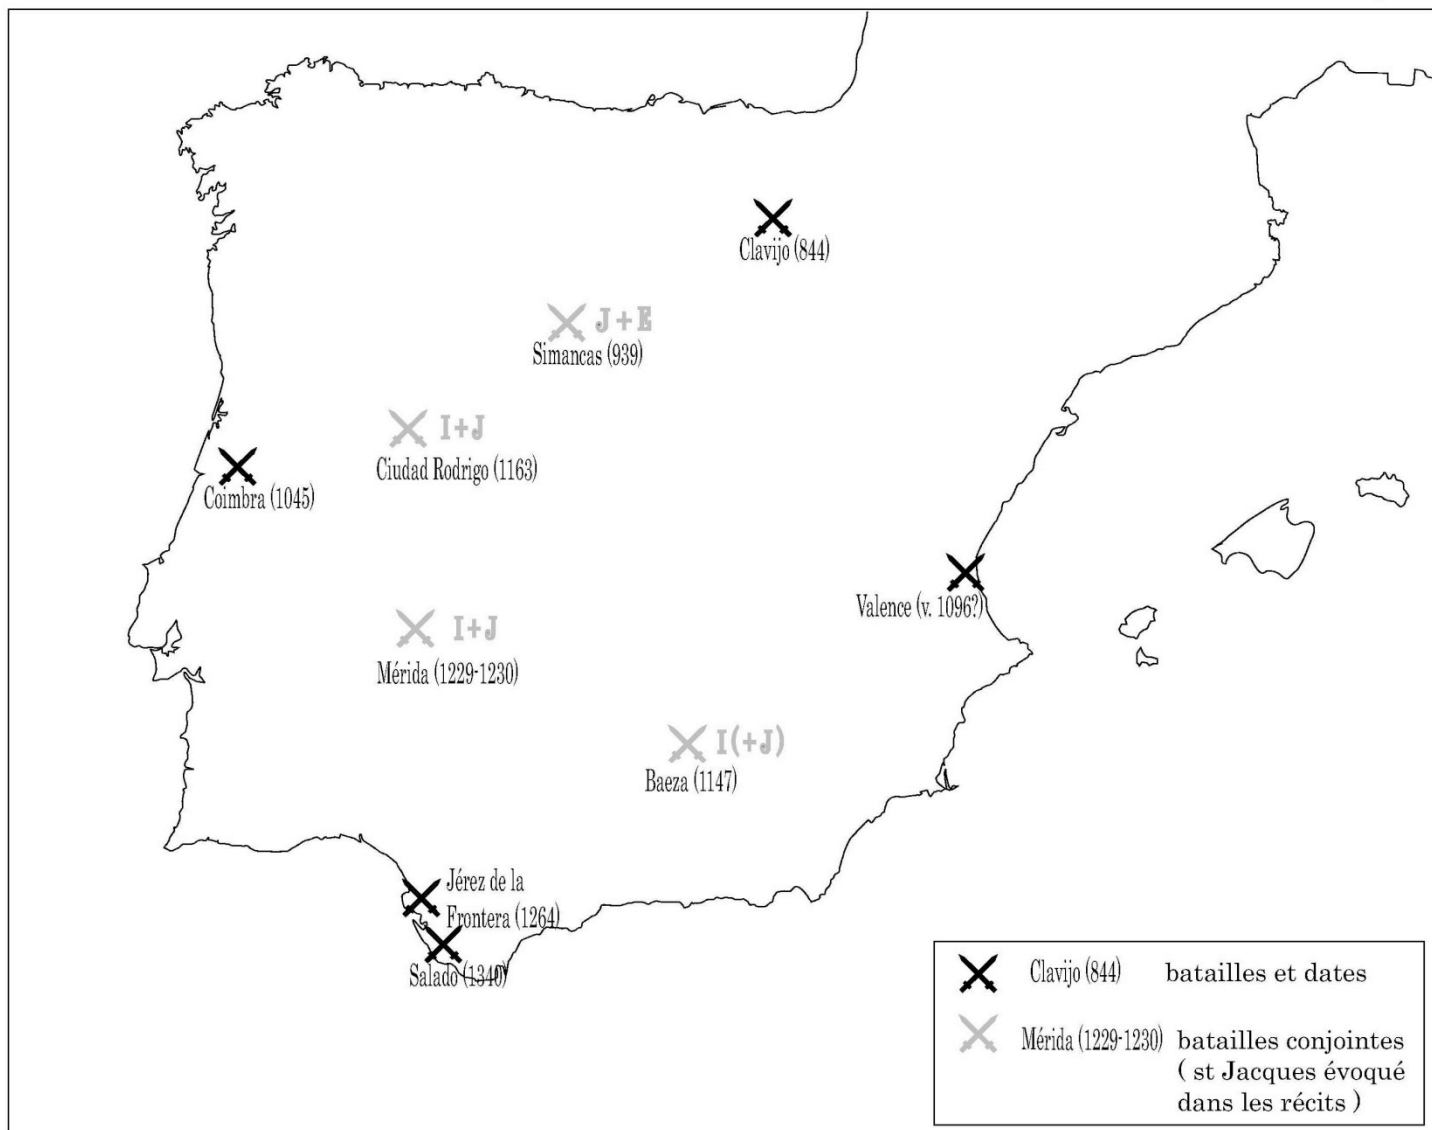 Clavijo (844)
J+E
Simancas (939)
I+J
Ciudad Rodrigo (1163)
Coimbra (1045)
Valence (v. 1096?)
I+J
Mérida (1229-1230)
I(+J)
Baeza (1147)
Jérez de la
Frontera (1264)
Salado (1340)
Clavijo (844) batailles et dates
Mérida (1229-1230) batailles conjointes
( st Jacques évoqué
dans les récits )